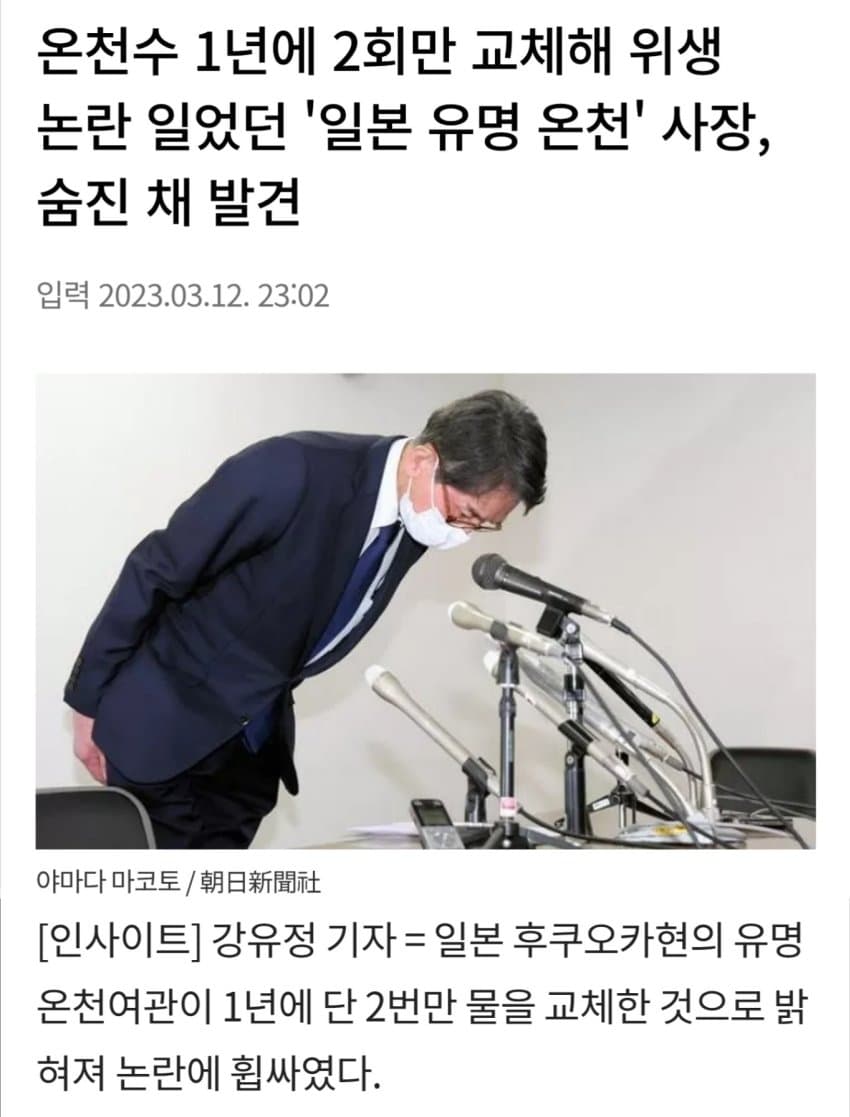 온천수 1년에 2회만 교체해 위생
논란 일었던 '일본 유명 온천' 사장,
숨진 채 발견
입력 2023.03.12. 23:02
야마다 마코토 / 朝日新聞社
[인사이트] 강유정 기자 = 일본 후쿠오카현의 유명
온천여관이 1년에 단 2번만 물을 교체한 것으로 밝
혀져 논란에 휩싸였다.